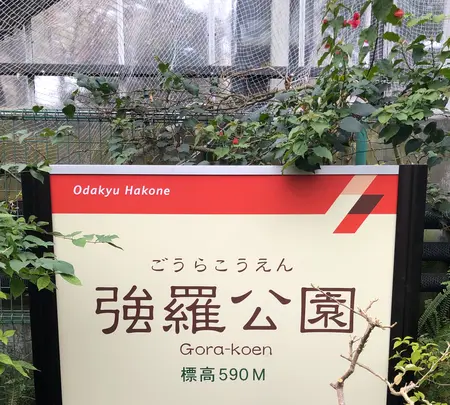 Odakyu Hakone
ごうらこうえん
強羅公園
Gora-koen
標高590M